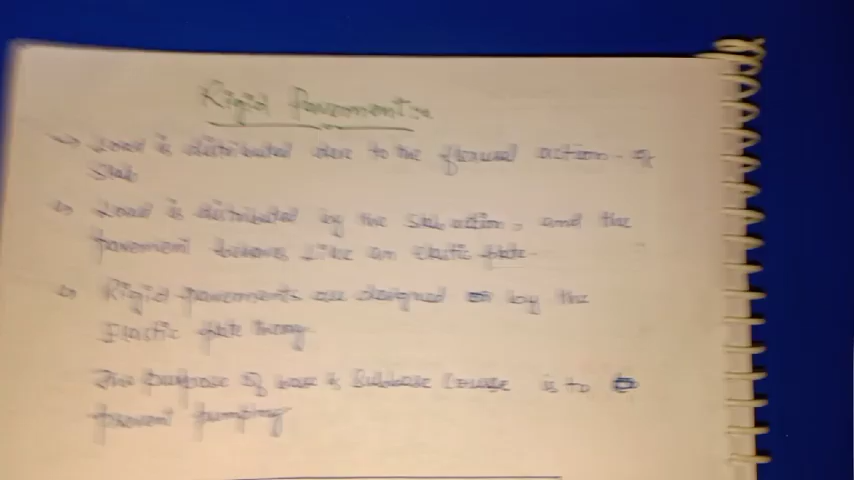 Rigid Pavement:-
→ Load is distributed due to the flexural action - of
Slab
→ Load is distributed by the Slab action, and the
pavement behaves Like an Elastic plate.
→ Rigid pavements are designed by the
Elastic plate theory
The purpose of base & Subbase Course is to
prevent pumping